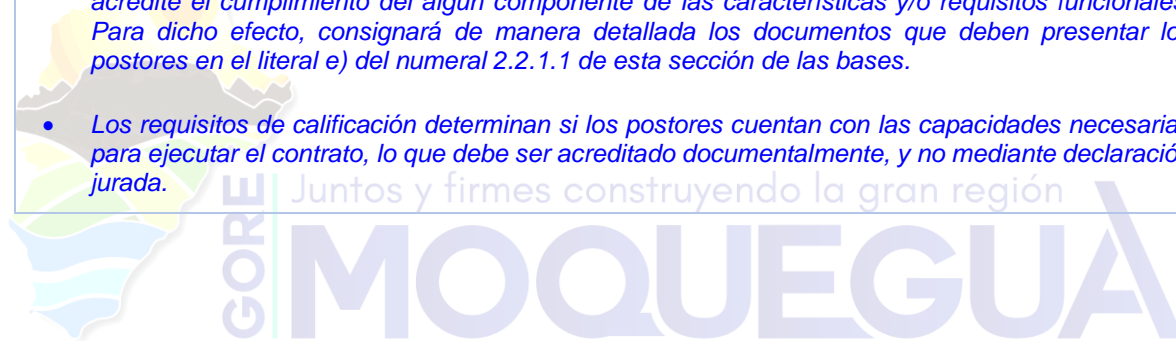 acredite el cumplimiento del algún componente de las características y/o requisitos funcionales
Para dicho efecto, consignará de manera detallada los documentos que deben presentar lo
postores en el literal e) del numeral 2.2.1.1 de esta sección de las bases.
• Los requisitos de calificación determinan si los postores cuentan con las capacidades necesaria
para ejecutar el contrato, lo que debe ser acreditado documentalmente, y no mediante declaració
jurada.
Juntos y firmes construyendo la gran región
GORE
MOQUEGUA